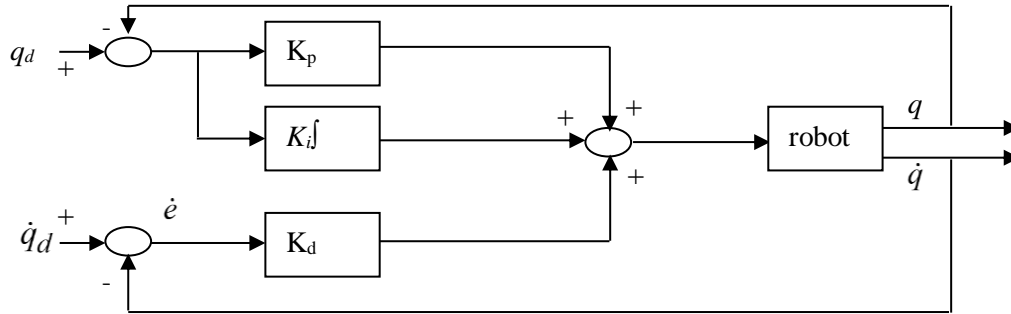 -
q_d
+
K_p
K_i∫
+
+
+
robot
q
q̇
q̇_d
+
-
ė
K_d